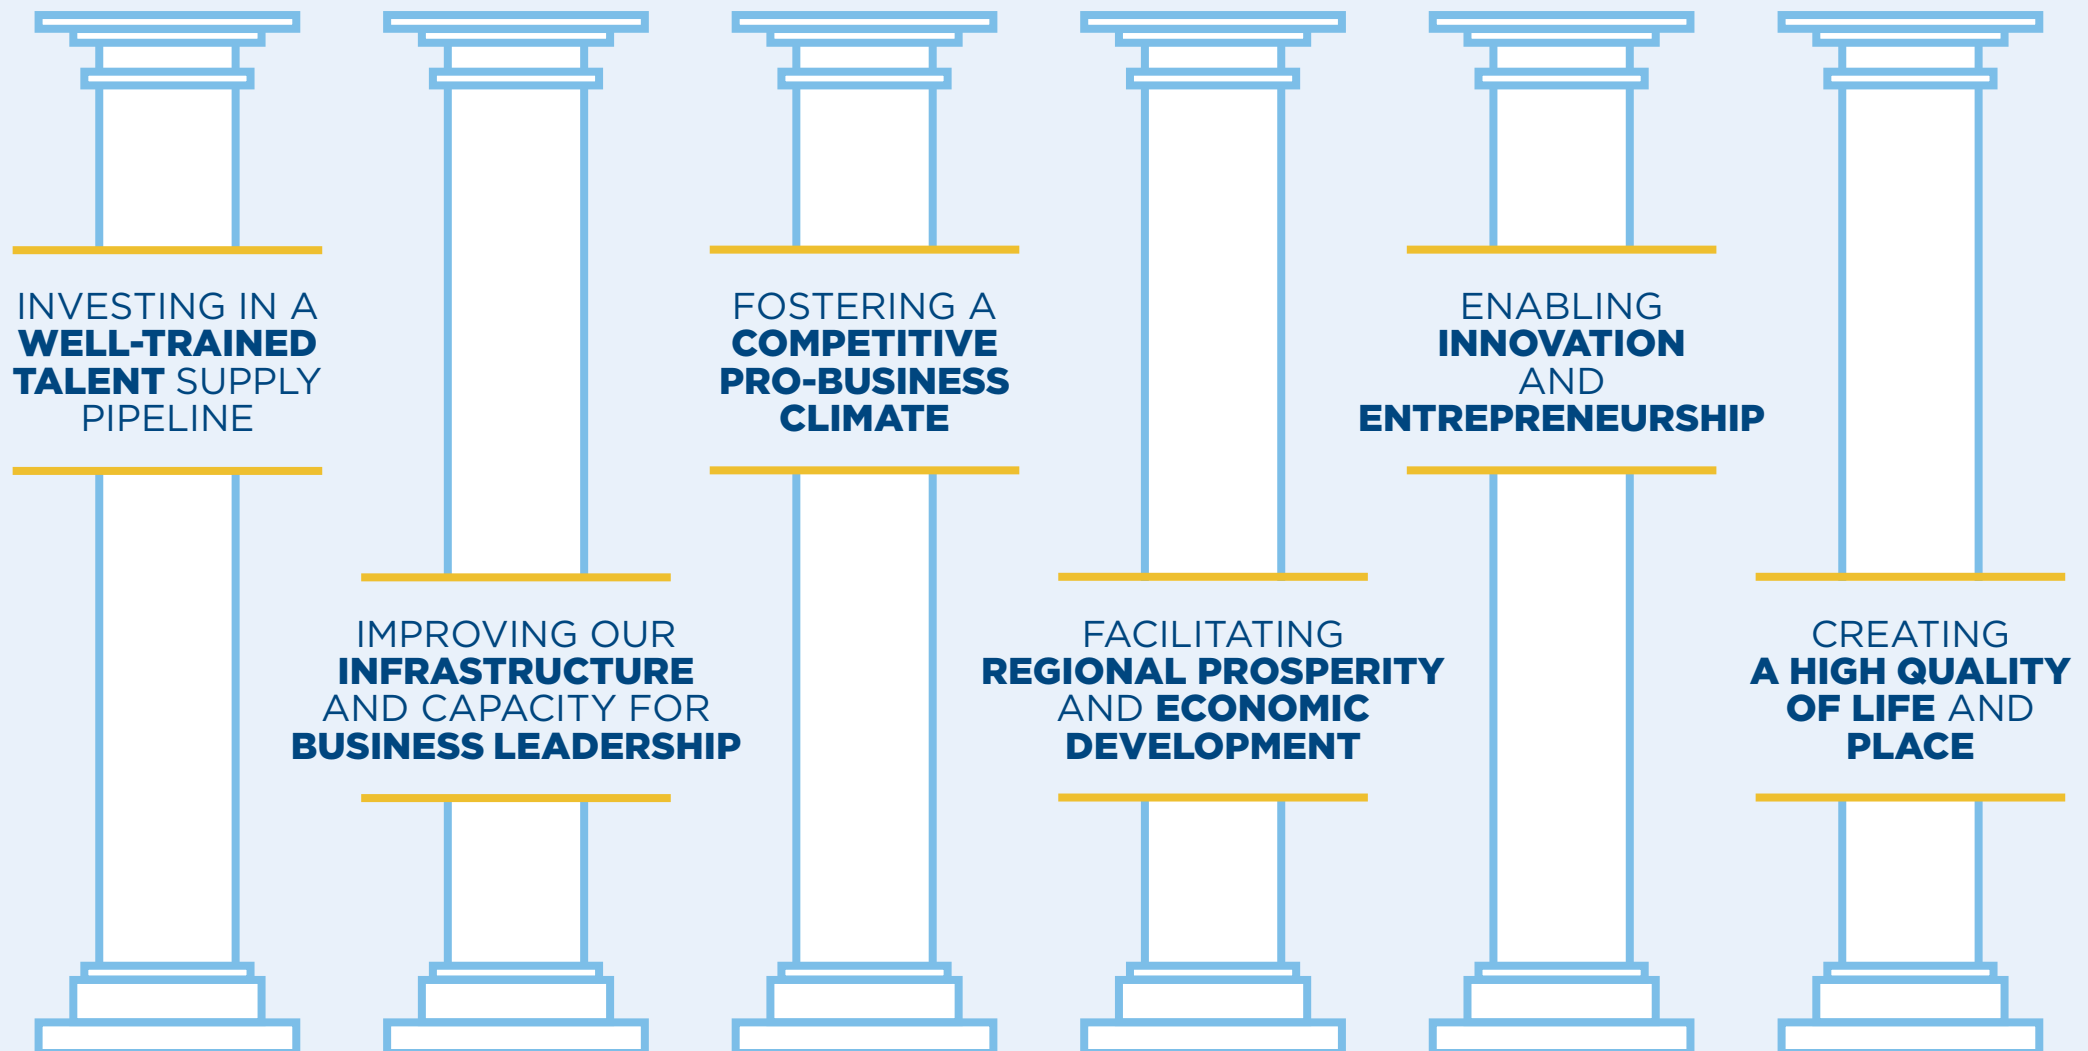 INVESTING IN A
WELL-TRAINED
TALENT SUPPLY
PIPELINE
IMPROVING OUR
INFRASTRUCTURE
AND CAPACITY FOR
BUSINESS LEADERSHIP
FOSTERING A
COMPETITIVE
PRO-BUSINESS
CLIMATE
FACILITATING
REGIONAL PROSPERITY
AND ECONOMIC
DEVELOPMENT
ENABLING
INNOVATION
AND
ENTREPRENEURSHIP
CREATING
A HIGH QUALITY
OF LIFE AND
PLACE